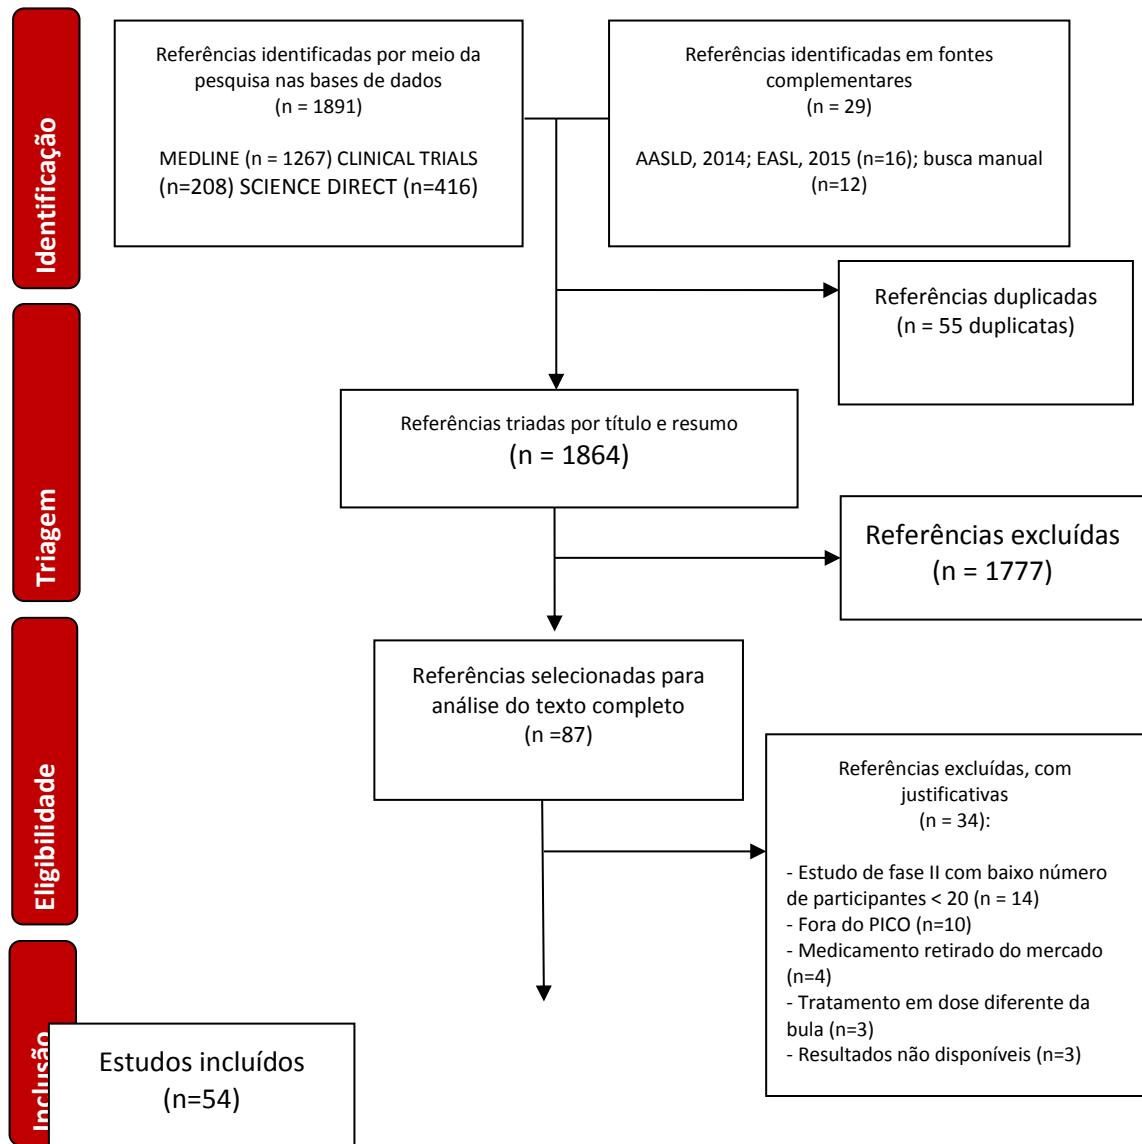 Identificação
Referências identificadas por meio da
pesquisa nas bases de dados
(n = 1891)
MEDLINE (n = 1267) CLINICAL TRIALS
(n=208) SCIENCE DIRECT (n=416)
Referências identificadas em fontes
complementares
(n = 29)
AASLD, 2014; EASL, 2015 (n=16); busca manual
(n=12)
Referências duplicadas
(n = 55 duplicatas)
Triagem
Referências triadas por título e resumo
(n = 1864)
Referências excluídas
(n = 1777)
Eligibilidade
Referências selecionadas para
análise do texto completo
(n =87)
Referências excluídas, com
justificativas
(n = 34):
- Estudo de fase II com baixo número
de participantes < 20 (n = 14)
- Fora do PICO (n=10)
- Medicamento retirado do mercado
(n=4)
- Tratamento em dose diferente da
bula (n=3)
- Resultados não disponíveis (n=3)
Inclusão
Estudos incluídos
(n=54)